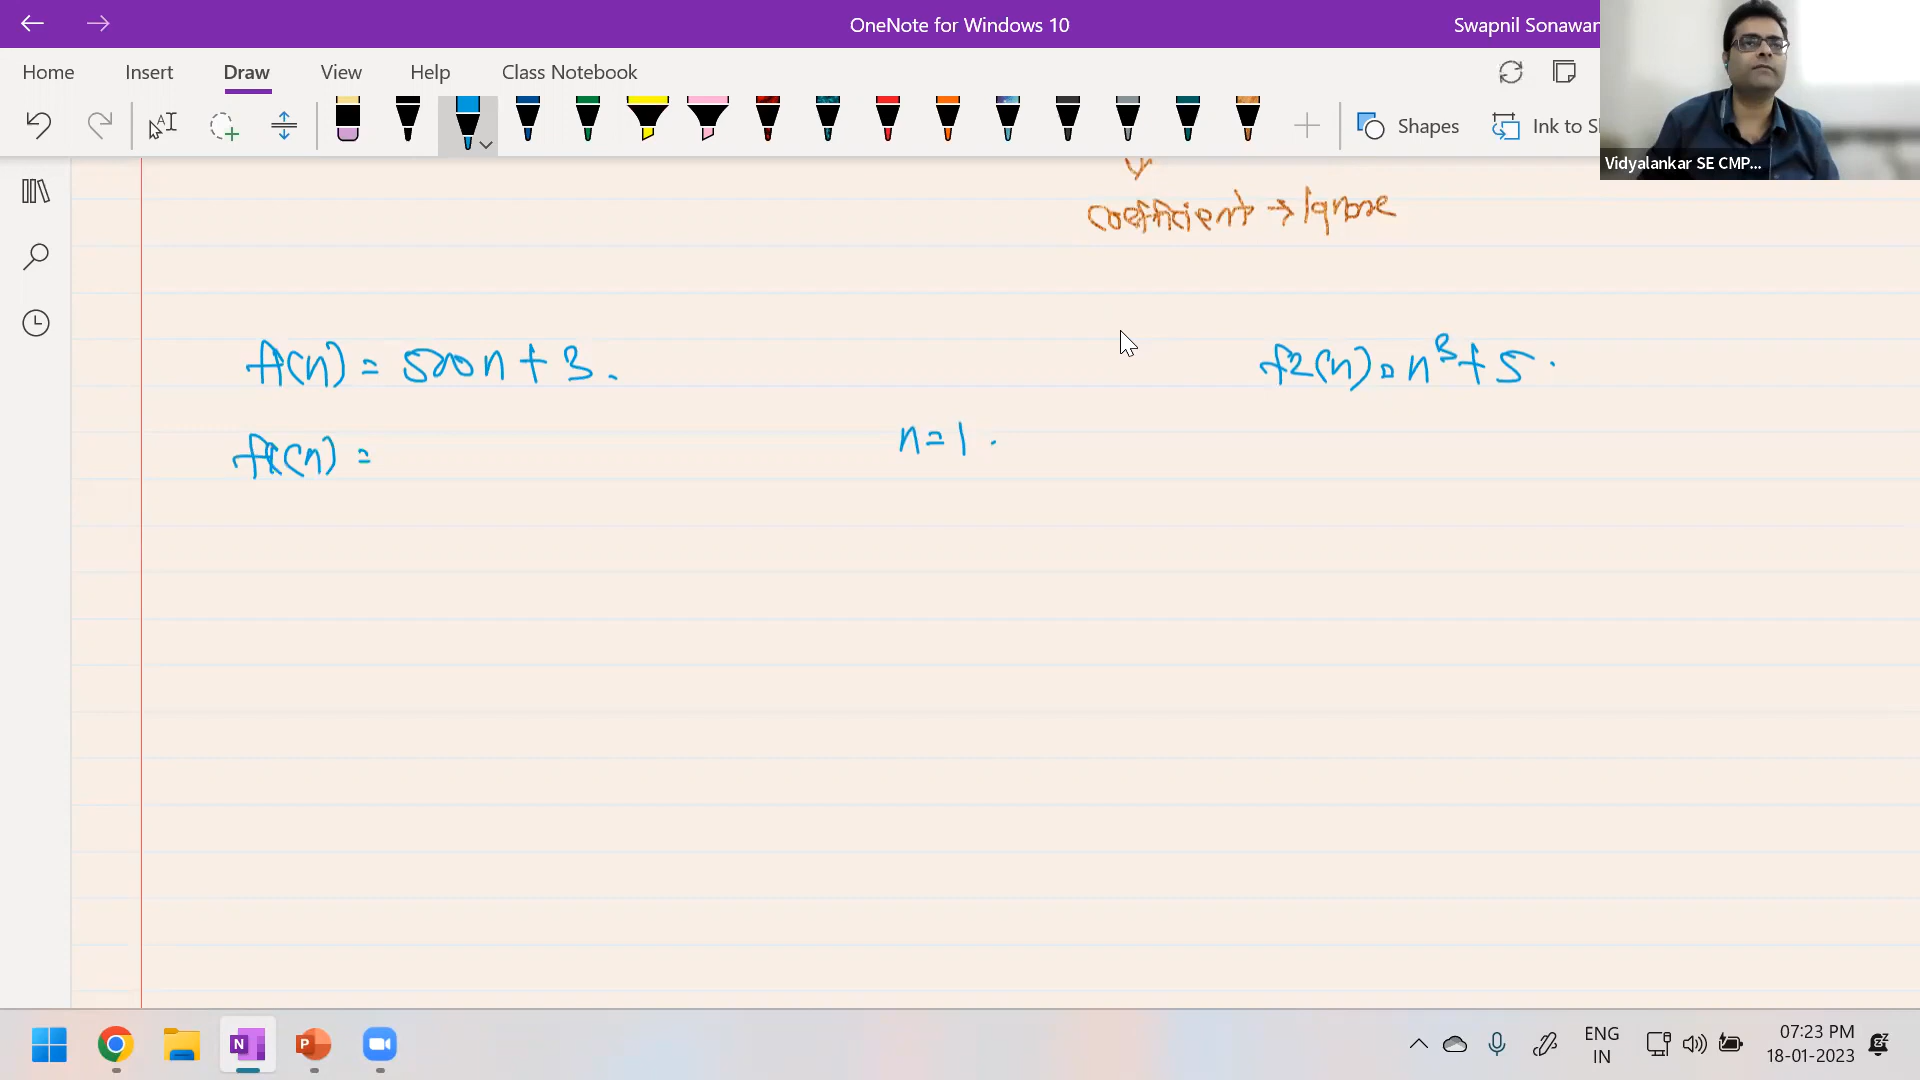 OneNote for Windows 10
Swapnil Sonawan
Home Insert Draw View Help Class Notebook
Shapes Ink to S
Vidyalankar SE CMP...
coefficient → Ignore
f1(n) = 500n + 3.
f2(n) = n³ + 5.
n = 1.
f1(n) =
ENG
IN
07:23 PM
18-01-2023